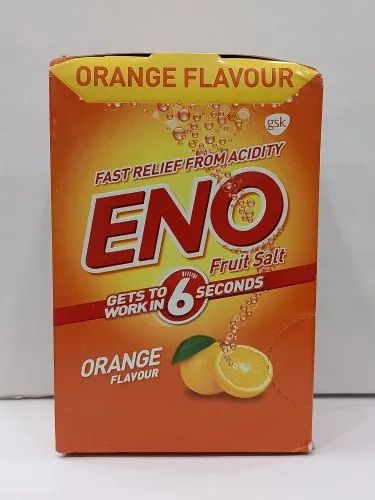 ORANGE FLAVOUR
gsk
FAST RELIEF FROM ACIDITY
ENO
Fruit Salt
GETS TO
WORK IN
6
SECONDS
ORANGE
FLAVOUR